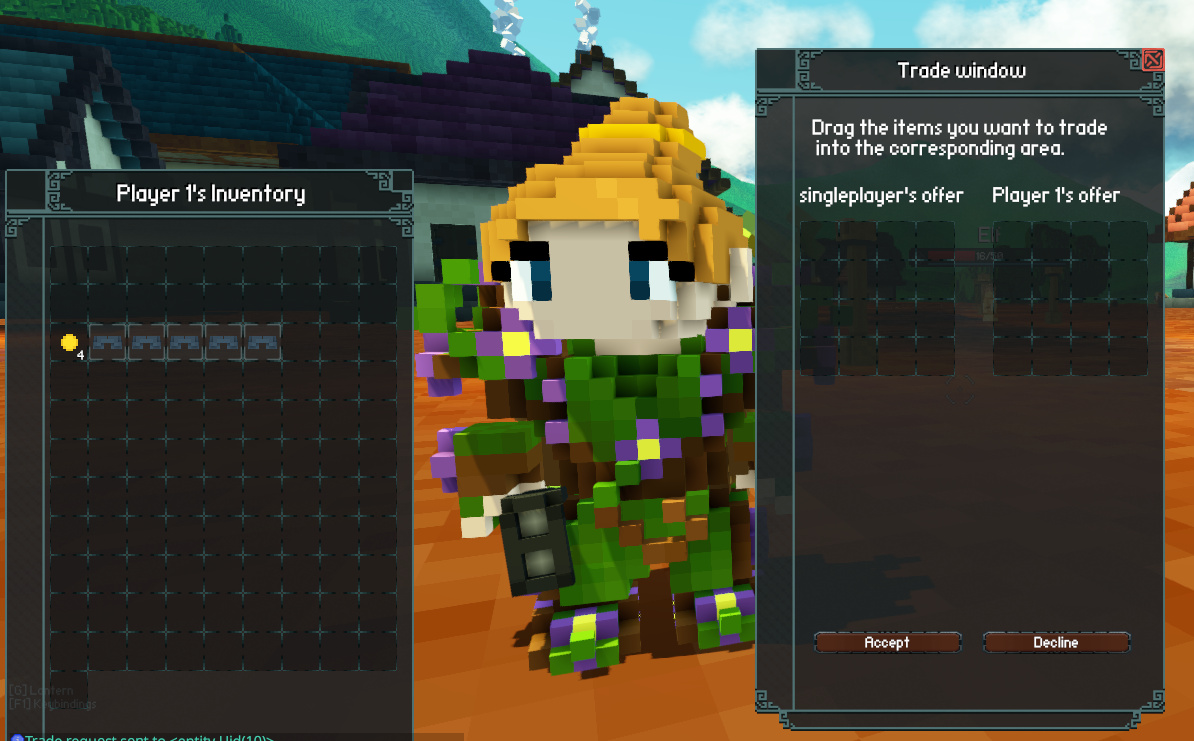 Trade window
Drag the items you want to trade
into the corresponding area.
singleplayer's offer
Player 1's offer
Player 1's Inventory
4
Accept
Decline
[G] Lantern
[F1] Keybindings
Trade request sent to <entity Uid(10)>